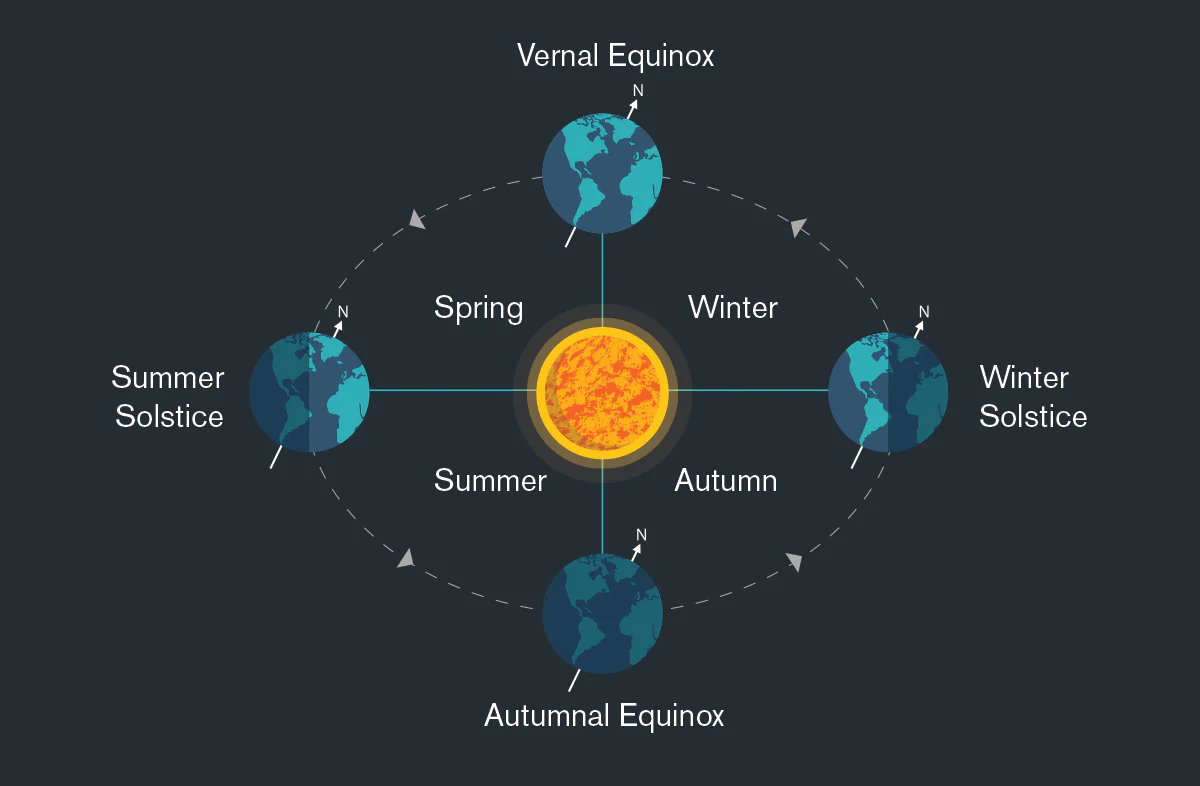 Vernal Equinox
N
Spring
Winter
N
N
Summer
Solstice
Winter
Solstice
Summer
Autumn
N
Autumnal Equinox